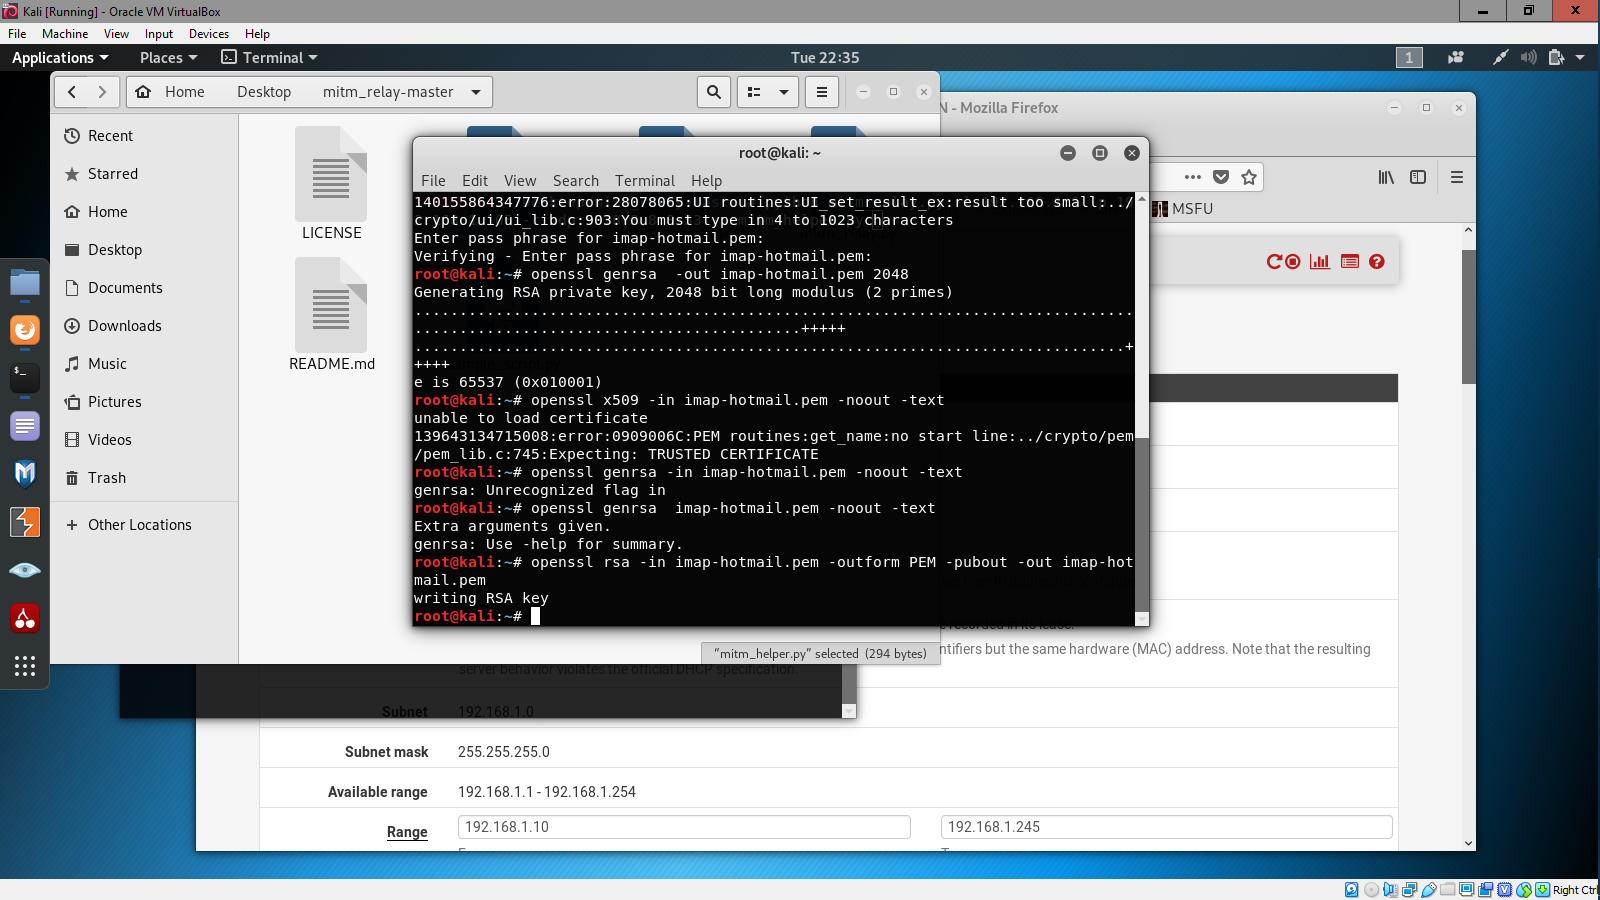 Kali [Running] - Oracle VM VirtualBox
File Machine View Input Devices Help
Applications Places Terminal Tue 22:35 1
Home Desktop mitm_relay-master
N - Mozilla Firefox
Recent
Starred
Home
Desktop
Documents
Downloads
Music
Pictures
Videos
Trash
Other Locations
LICENSE
README.md
MSFU
root@kali: ~
File Edit View Search Terminal Help
140155864347776:error:28078065:UI routines:UI_set_result_ex:result too small:../
crypto/ui/ui_lib.c:903:You must type in 4 to 1023 characters
Enter pass phrase for imap-hotmail.pem:
Verifying - Enter pass phrase for imap-hotmail.pem:
root@kali:~# openssl genrsa  -out imap-hotmail.pem 2048
Generating RSA private key, 2048 bit long modulus (2 primes)
................................................................................
...........................................+++++
...............................................................................+
++++
e is 65537 (0x010001)
root@kali:~# openssl x509 -in imap-hotmail.pem -noout -text
unable to load certificate
139643134715008:error:0909006C:PEM routines:get_name:no start line:../crypto/pem
/pem_lib.c:745:Expecting: TRUSTED CERTIFICATE
root@kali:~# openssl genrsa -in imap-hotmail.pem -noout -text
genrsa: Unrecognized flag in
root@kali:~# openssl genrsa  imap-hotmail.pem -noout -text
Extra arguments given.
genrsa: Use -help for summary.
root@kali:~# openssl rsa -in imap-hotmail.pem -outform PEM -pubout -out imap-hot
mail.pem
writing RSA key
root@kali:~#
"mitm_helper.py" selected (294 bytes)
e recorded in its lease.
ntifiers but the same hardware (MAC) address. Note that the resulting
server behavior violates the official DHCP specification.
Subnet 192.168.1.0
Subnet mask 255.255.255.0
Available range 192.168.1.1 - 192.168.1.254
Range 192.168.1.10 192.168.1.245
Right Ctrl